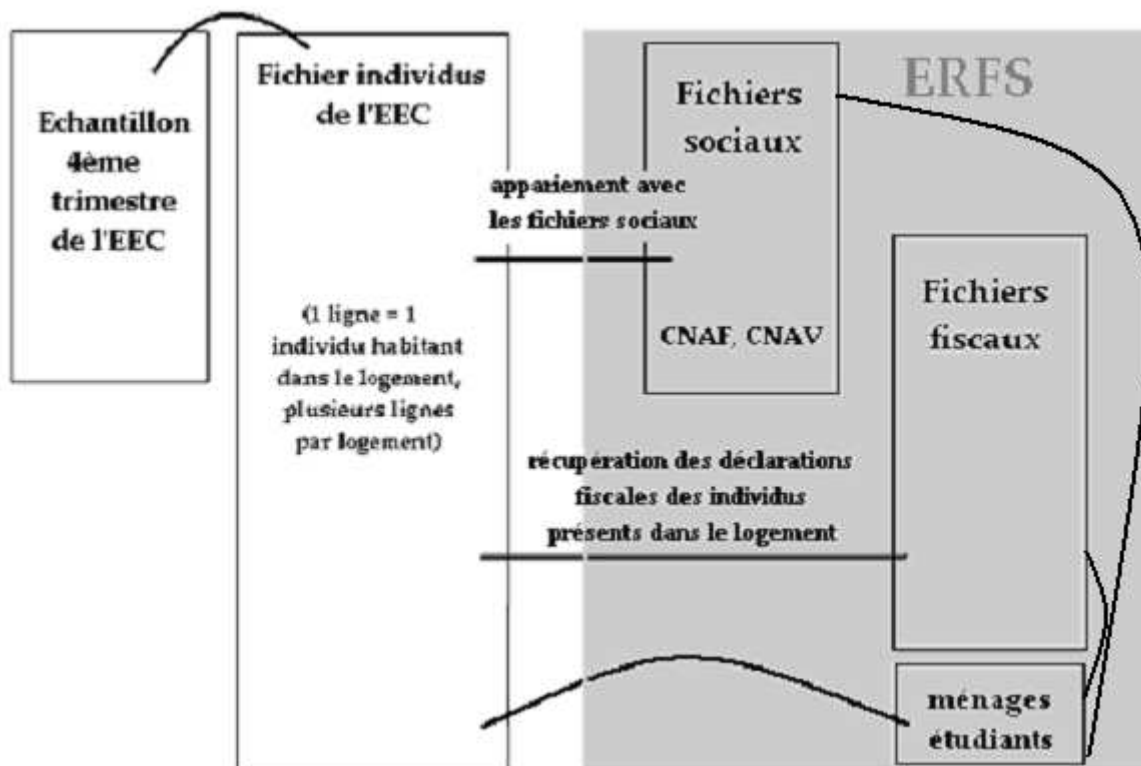 Echantillon
4ème
trimestre
de l'EEC
Fichier individus
de l'EEC
(1 ligne = 1
individu habitant
dans le logement,
plusieurs lignes
par logement)
appariement avec
les fichiers sociaux
récupération des déclarations
fiscales des individus
présents dans le logement
ERFS
Fichiers
sociaux
CNAF, CNAV
Fichiers
fiscaux
ménages
étudiants